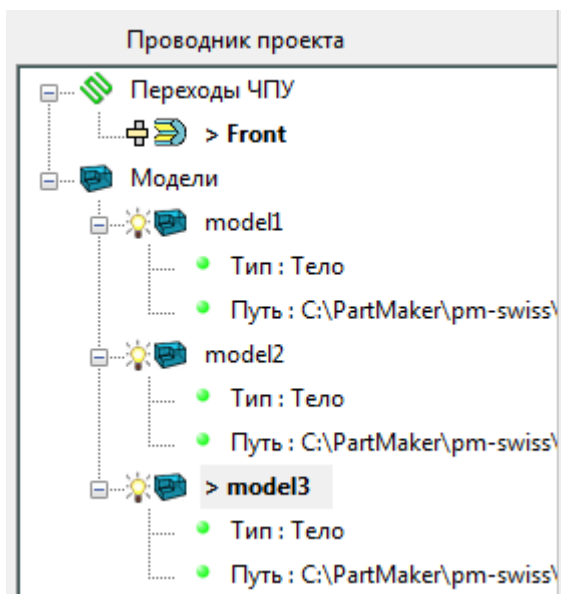 Проводник проекта
Переходы ЧПУ
> Front
Модели
model1
Тип : Тело
Путь : C:\PartMaker\pm-swiss\
model2
Тип : Тело
Путь : C:\PartMaker\pm-swiss\
> model3
Тип : Тело
Путь : C:\PartMaker\pm-swiss\